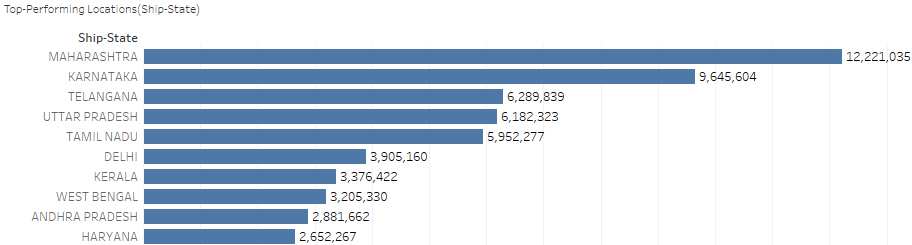 Top-Performing Locations(Ship-State)
Ship-State
MAHARASHTRA 12,221,035
KARNATAKA 9,645,604
TELANGANA 6,289,839
UTTAR PRADESH 6,182,323
TAMIL NADU 5,952,277
DELHI 3,905,160
KERALA 3,376,422
WEST BENGAL 3,205,330
ANDHRA PRADESH 2,881,662
HARYANA 2,652,267